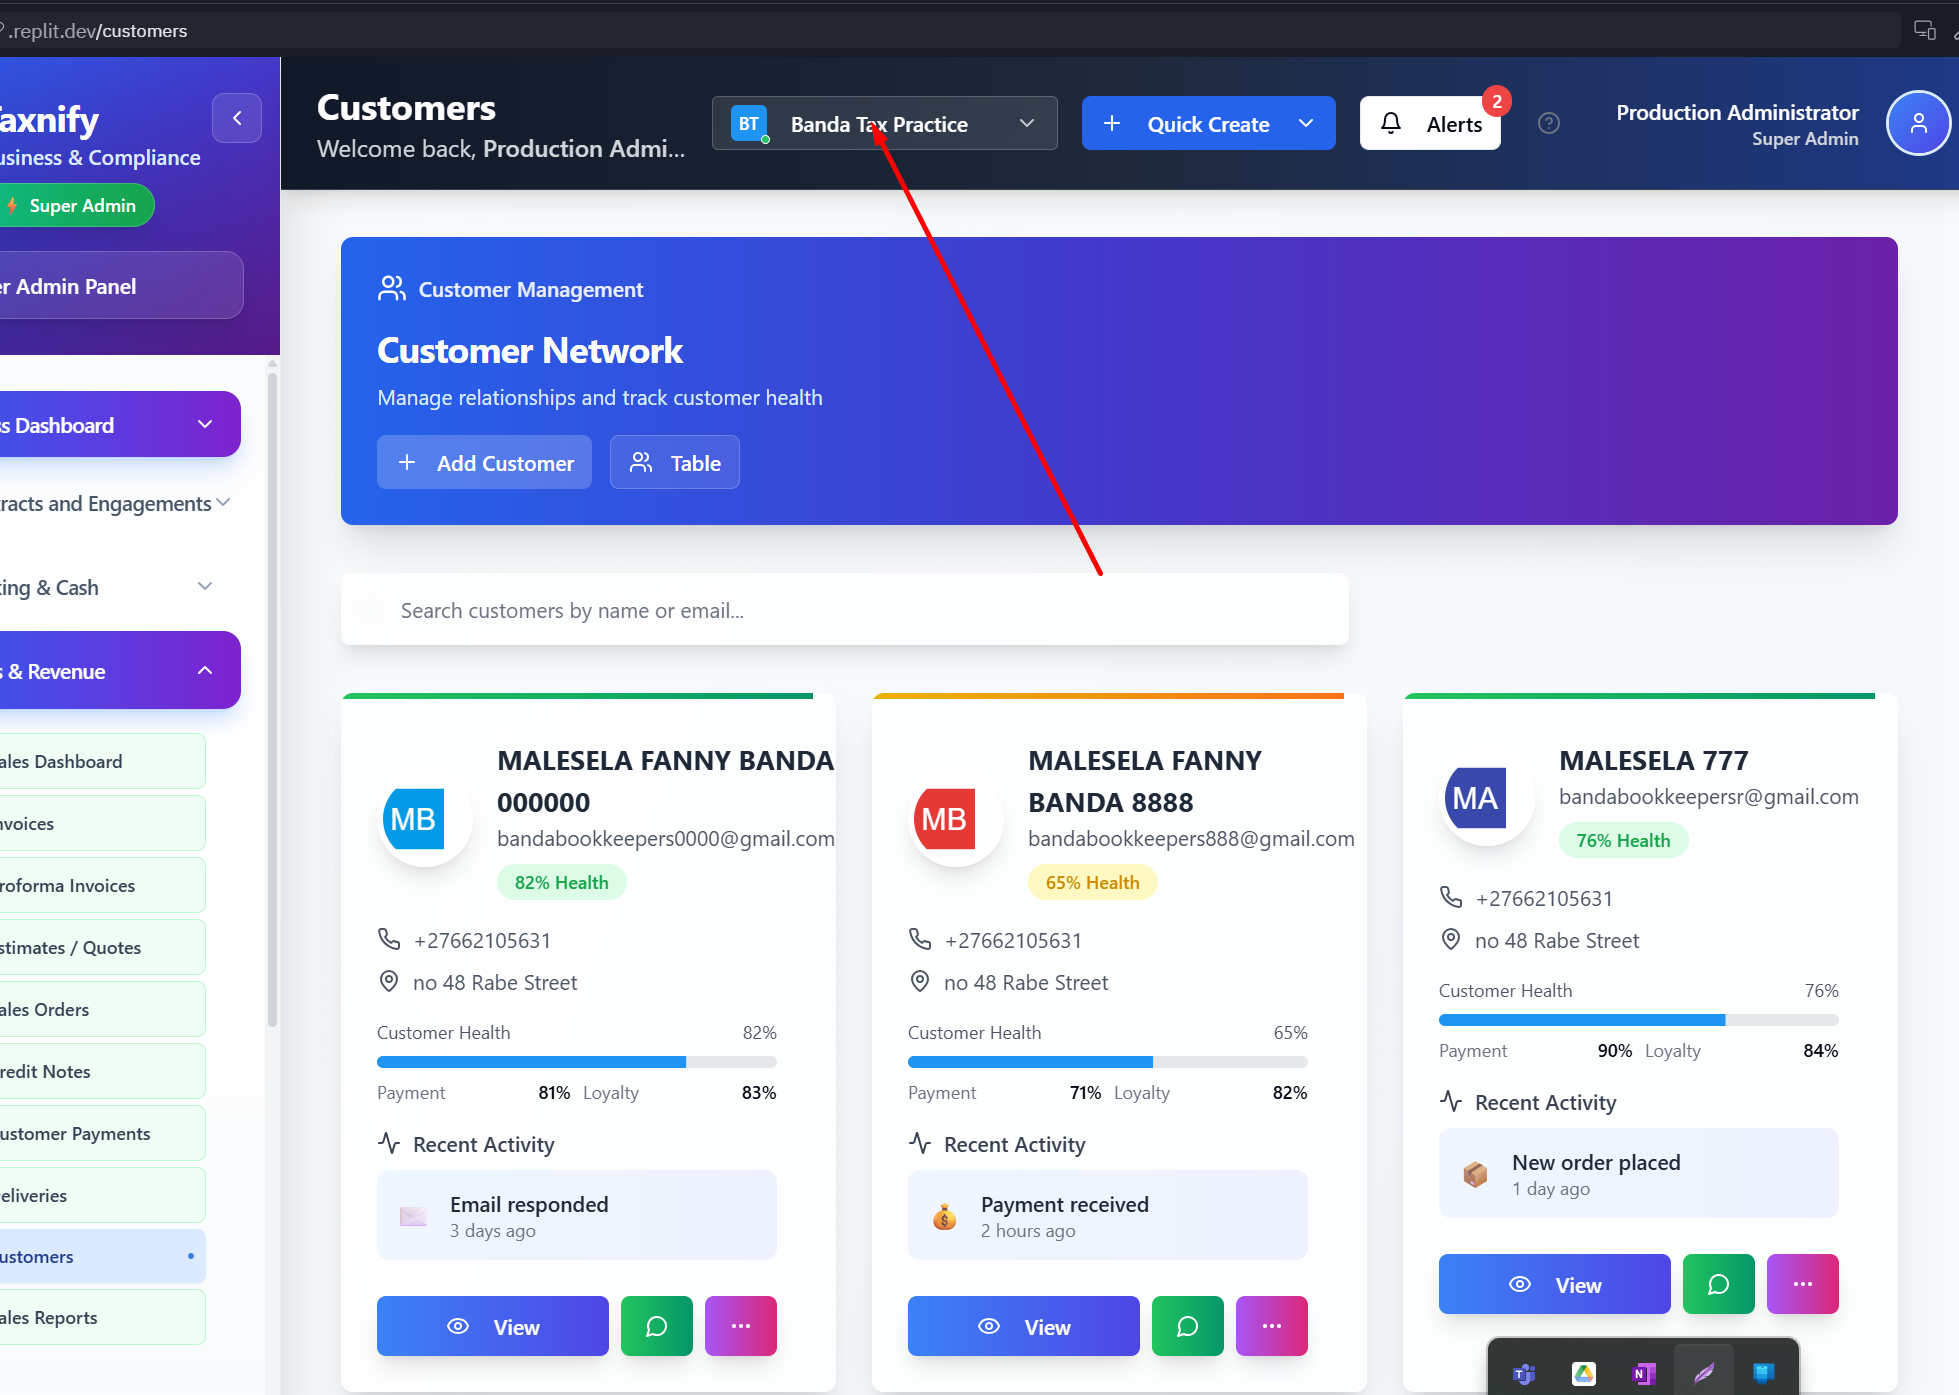 .replit.dev/customers
axnify
usiness & Compliance
Super Admin
er Admin Panel
Customers
Welcome back, Production Admi...
BT
Banda Tax Practice
Quick Create
Alerts
2
Production Administrator
Super Admin
Customer Management
Customer Network
Manage relationships and track customer health
Add Customer
Table
Search customers by name or email...
ss Dashboard
racts and Engagements
ing & Cash
s & Revenue
ales Dashboard
nvoices
roforma Invoices
stimates / Quotes
ales Orders
redit Notes
ustomer Payments
eliveries
ustomers
ales Reports
MB
MALESELA FANNY BANDA
000000
bandabookkeepers0000@gmail.com
82% Health
+27662105631
no 48 Rabe Street
Customer Health 82%
Payment 81% Loyalty 83%
Recent Activity
Email responded
3 days ago
View
MB
MALESELA FANNY
BANDA 8888
bandabookkeepers888@gmail.com
65% Health
+27662105631
no 48 Rabe Street
Customer Health 65%
Payment 71% Loyalty 82%
Recent Activity
Payment received
2 hours ago
View
MA
MALESELA 777
bandabookkeepersr@gmail.com
76% Health
+27662105631
no 48 Rabe Street
Customer Health 76%
Payment 90% Loyalty 84%
Recent Activity
New order placed
1 day ago
View